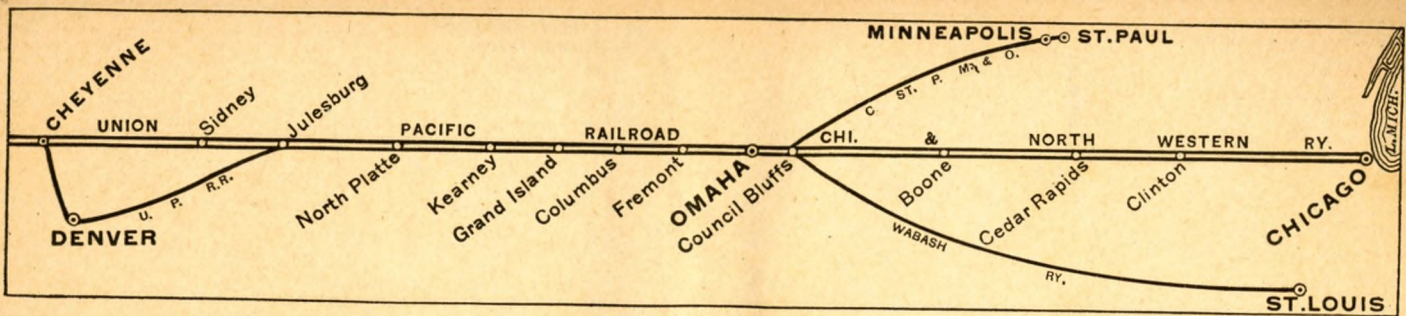 MINNEAPOLIS ST. PAUL
C. ST. P. M. & O.
CHEYENNE
UNION PACIFIC RAILROAD
Sidney
Julesburg
U. P. R.R.
DENVER
North Platte
Kearney
Grand Island
Columbus
Fremont
OMAHA
Council Bluffs
CHI. & NORTH WESTERN RY.
Boone
Cedar Rapids
Clinton
CHICAGO
L. MICH.
WABASH RY.
ST. LOUIS